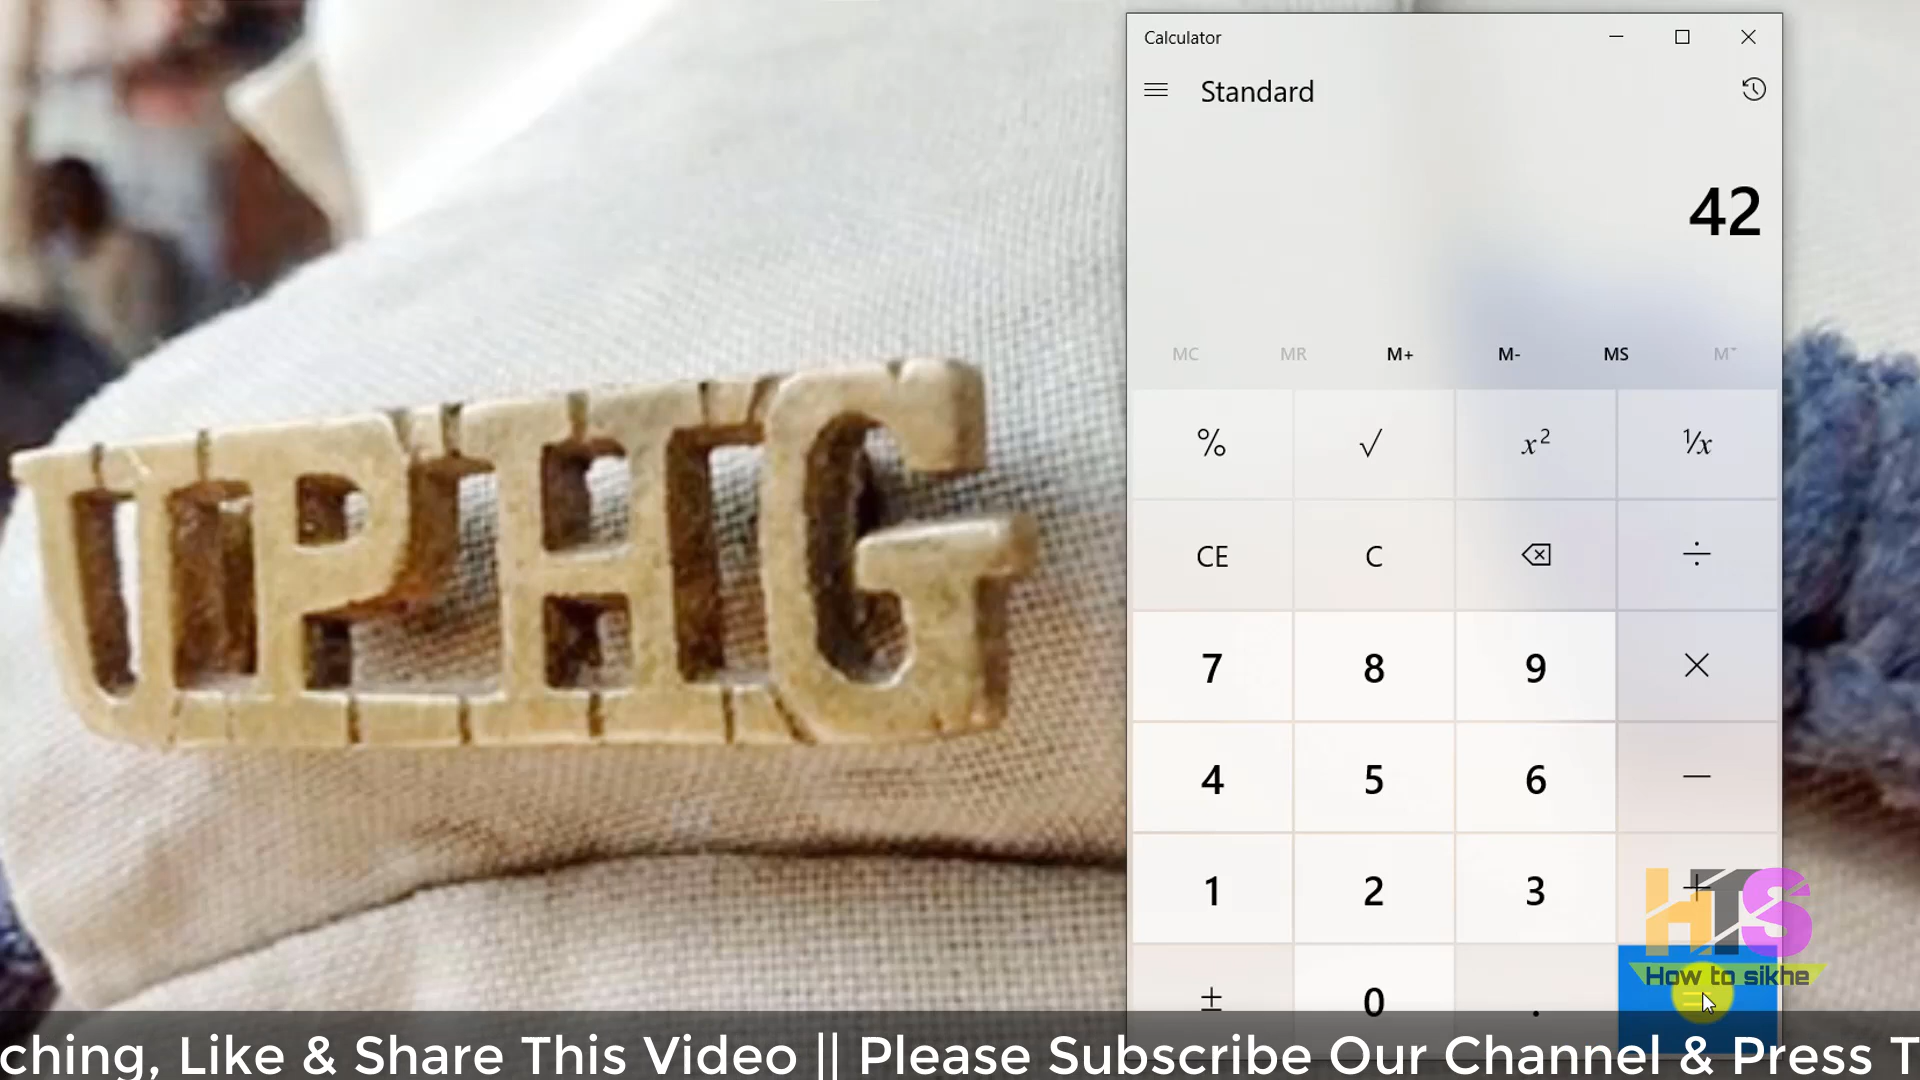 UPHG
Calculator
Standard
42
MC MR M+ M- MS M˅
% √ x² ⅟x
CE C ÷
7 8 9 ×
4 5 6 −
1 2 3 +
± 0 . =
HTS
How to sikhe
ching, Like & Share This Video || Please Subscribe Our Channel & Press T